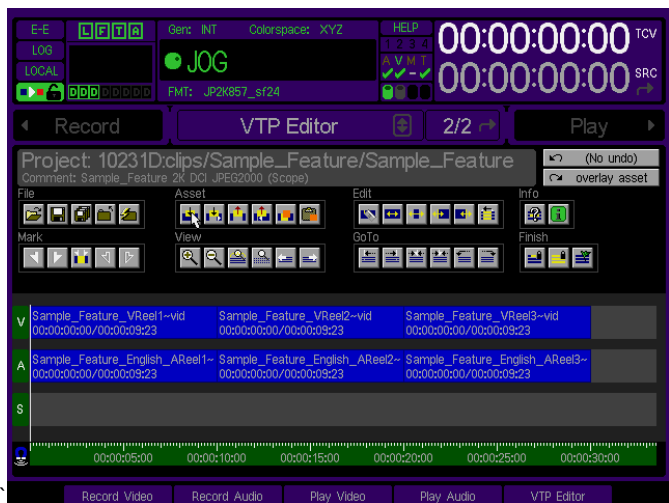 E-E
LFTA
Gen: INT Colorspace: XYZ
HELP
1 2 3 4
00:00:00:00 TCV
LOG
JOG
A V M T
LOCAL
00:00:00:00 SRC
DDDDDDDD
FMT: JP2K857_sf24
Record
VTP Editor
2/2
Play
Project: 10231D:clips/Sample_Feature/Sample_Feature
(No undo)
Comment: Sample_Feature 2K DCI JPEG2000 (Scope)
overlay asset
File Asset Edit Info
Mark View GoTo Finish
V
Sample_Feature_VReel1~vid Sample_Feature_VReel2~vid Sample_Feature_VReel3~vid
00:00:00:00/00:00:09:23 00:00:00:00/00:00:09:23 00:00:00:00/00:00:09:23
A
Sample_Feature_English_AReel1~ Sample_Feature_English_AReel2~ Sample_Feature_English_AReel3~
00:00:00:00/00:00:09:23 00:00:00:00/00:00:09:23 00:00:00:00/00:00:09:23
S
00:00:05:00 00:00:10:00 00:00:15:00 00:00:20:00 00:00:25:00 00:00:30:00
Record Video Record Audio Play Video Play Audio VTP Editor